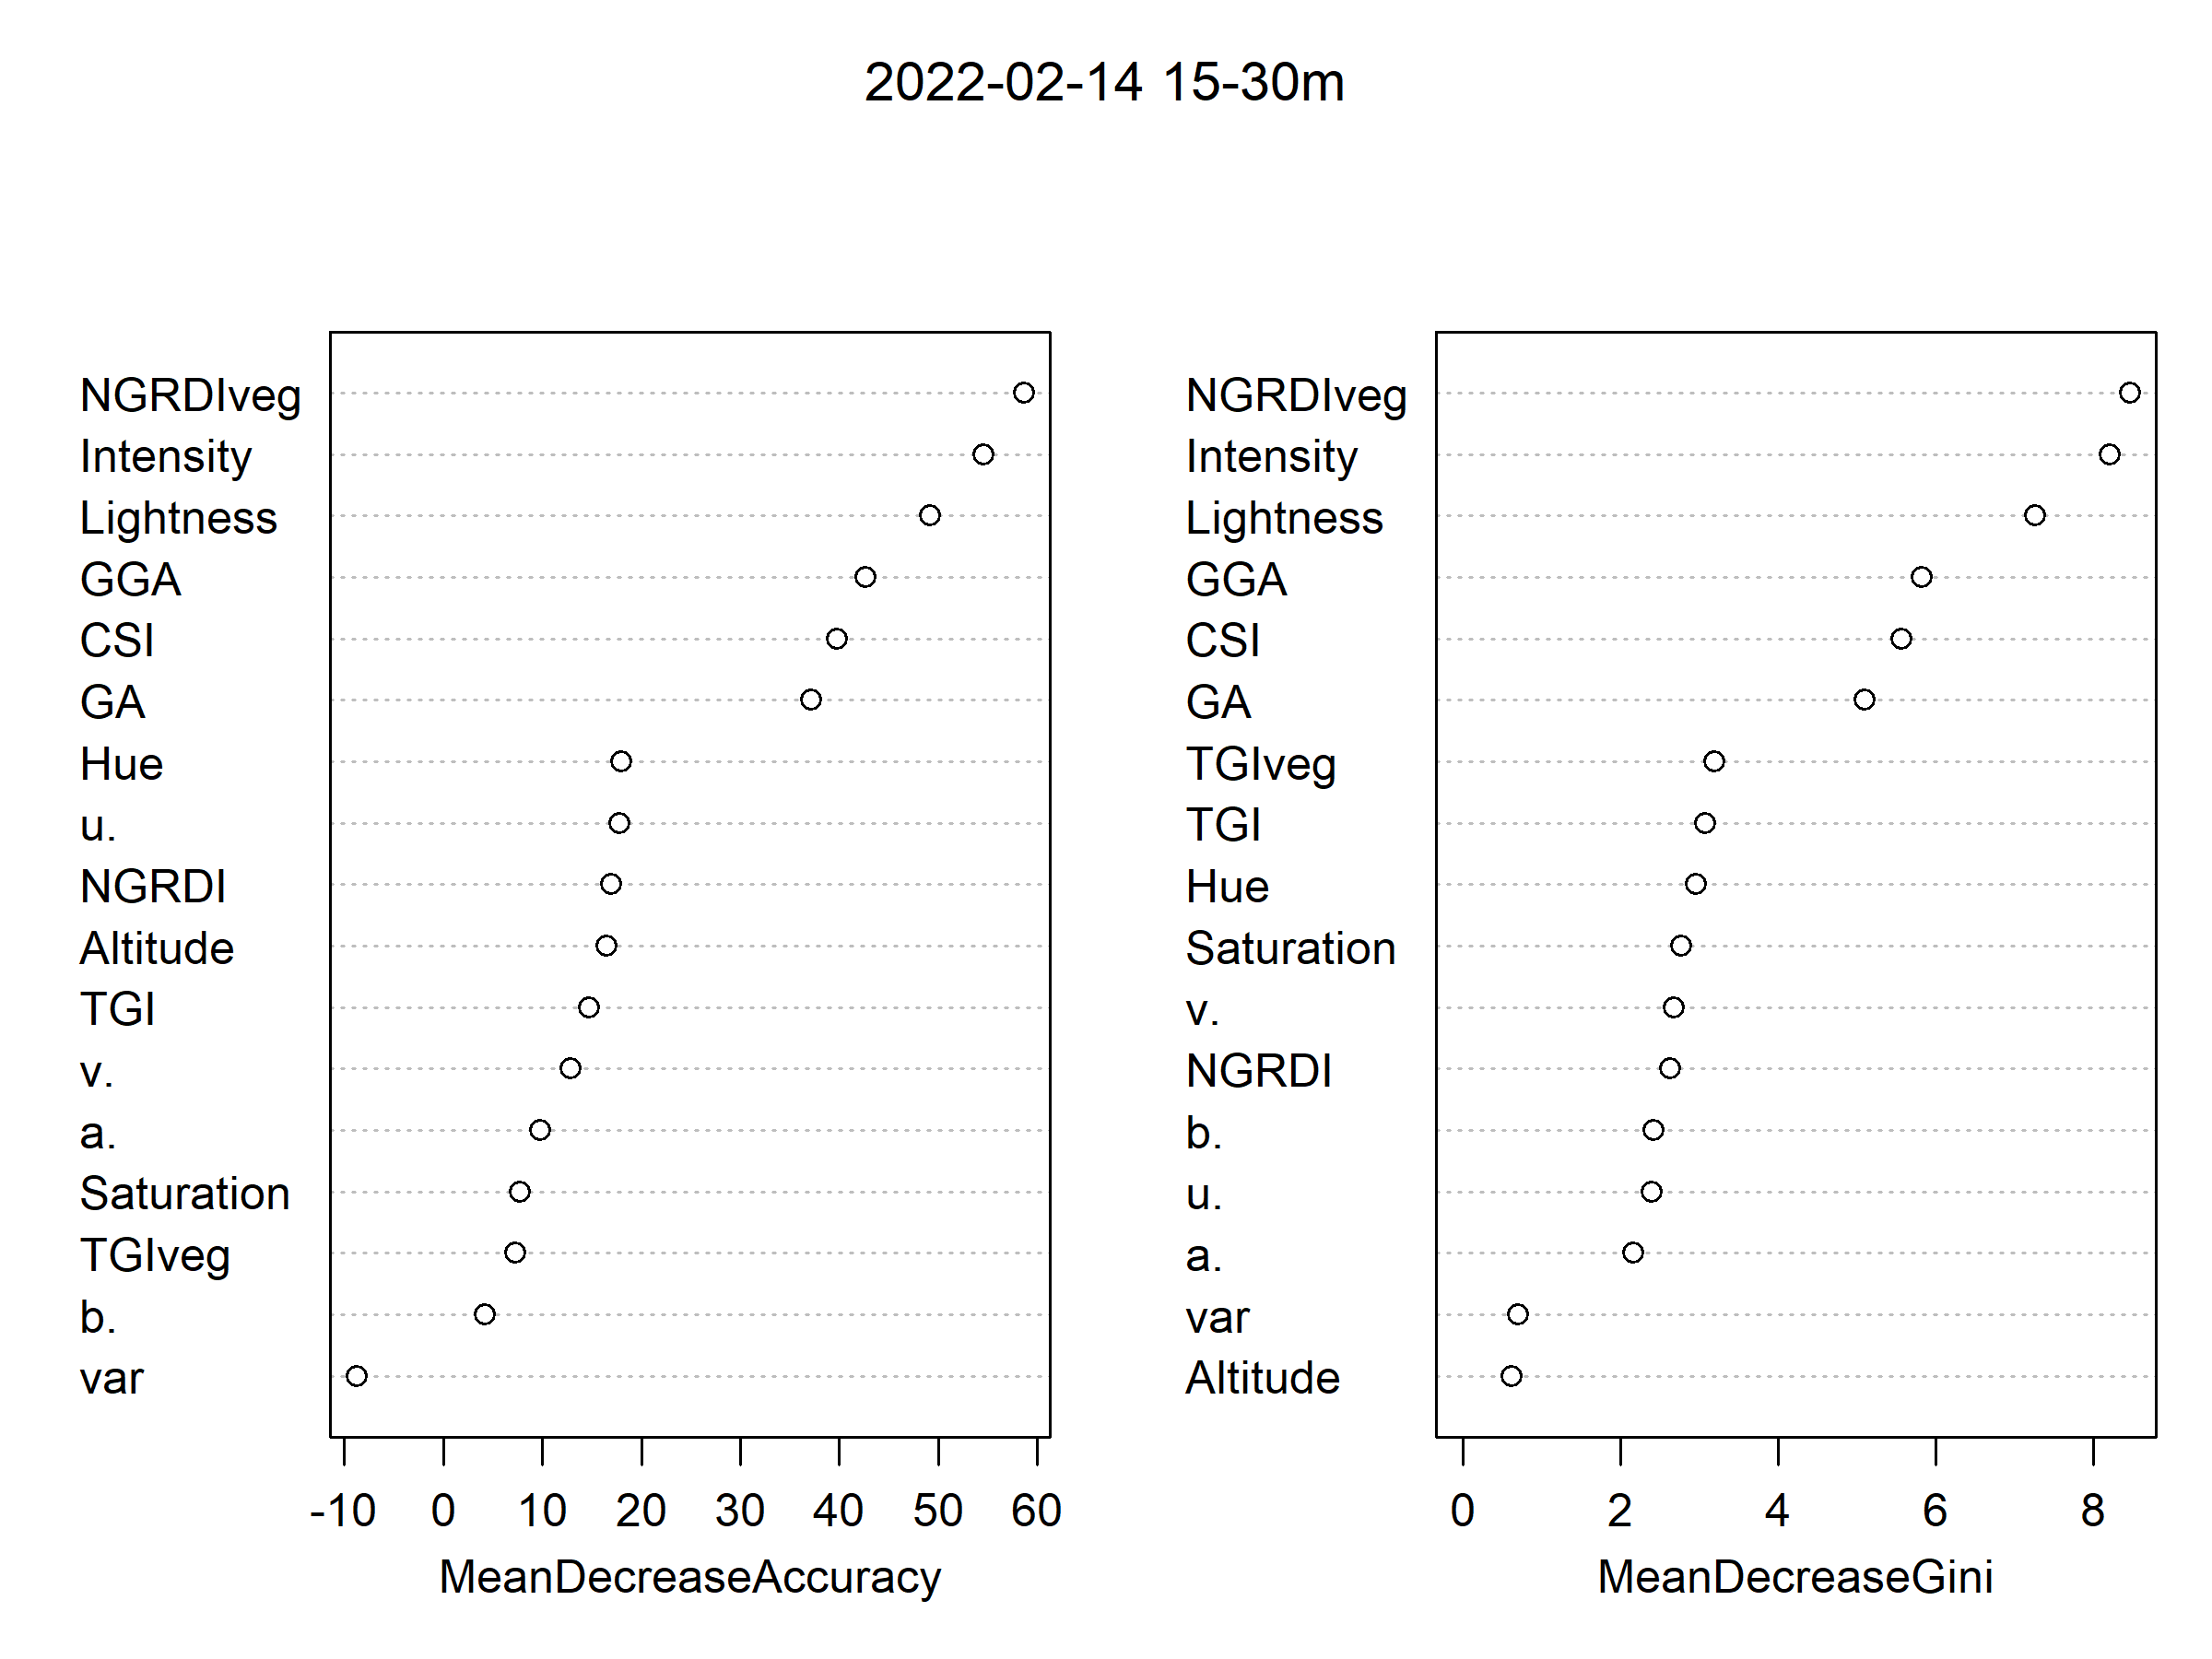 2022-02-14 15-30m
NGRDIveg
Intensity
Lightness
GGA
CSI
GA
Hue
u.
NGRDI
Altitude
TGI
v.
a.
Saturation
TGIveg
b.
var
-10 0 10 20 30 40 50 60
MeanDecreaseAccuracy
NGRDIveg
Intensity
Lightness
GGA
CSI
GA
TGIveg
TGI
Hue
Saturation
v.
NGRDI
b.
u.
a.
var
Altitude
0 2 4 6 8
MeanDecreaseGini